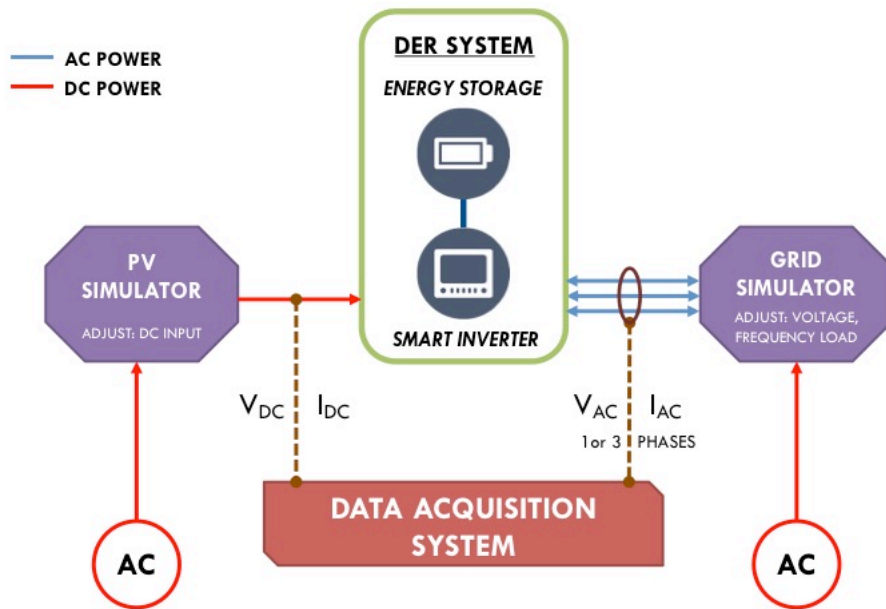 AC POWER
DC POWER
DER SYSTEM
ENERGY STORAGE
SMART INVERTER
PV
SIMULATOR
ADJUST: DC INPUT
GRID
SIMULATOR
ADJUST: VOLTAGE,
FREQUENCY LOAD
VDC IDC
VAC IAC
1or 3 PHASES
DATA ACQUISITION
SYSTEM
AC
AC